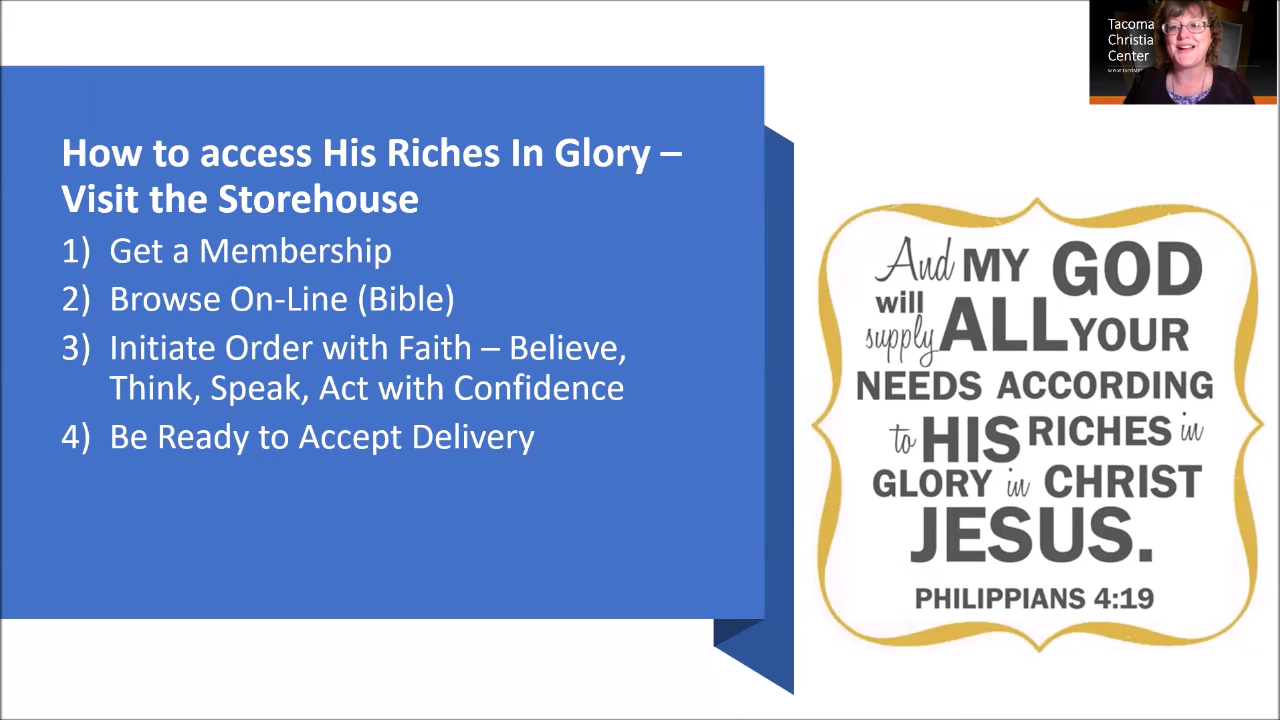 How to access His Riches In Glory –
Visit the Storehouse
1) Get a Membership
2) Browse On-Line (Bible)
3) Initiate Order with Faith – Believe,
Think, Speak, Act with Confidence
4) Be Ready to Accept Delivery
Tacoma
Christia
Center
And MY GOD
will
supply ALL YOUR
NEEDS ACCORDING
to HIS RICHES in
GLORY in CHRIST
JESUS.
PHILIPPIANS 4:19